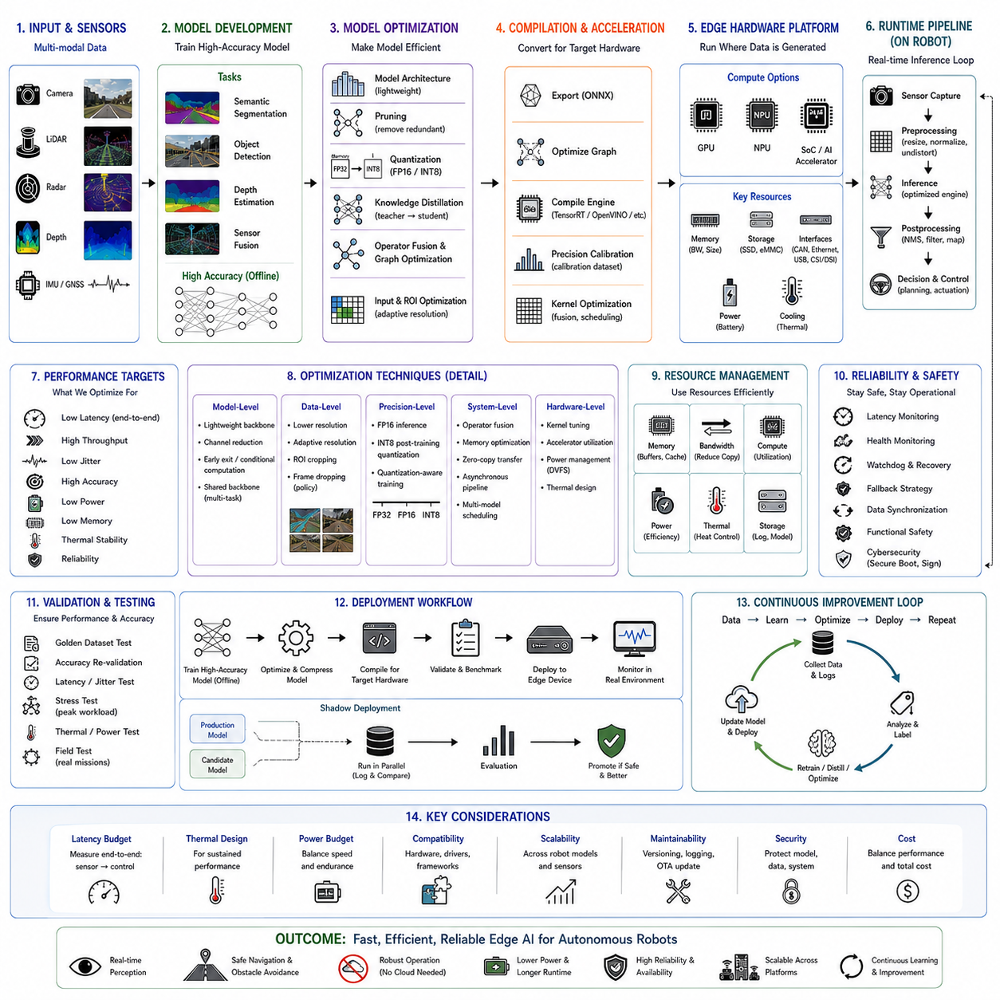 1. INPUT & SENSORS
Multi-modal Data
Camera
LiDAR
Radar
Depth
IMU / GNSS
2. MODEL DEVELOPMENT
Train High-Accuracy Model
Tasks
Semantic
Segmentation
Object
Detection
Depth
Estimation
Sensor
Fusion
High Accuracy (Offline)
3. MODEL OPTIMIZATION
Make Model Efficient
Model Architecture
(lightweight)
Pruning
(remove redundant)
FP32
INT8
Quantization
(FP16 / INT8)
Knowledge Distillation
(teacher → student)
Operator Fusion &
Graph Optimization
Input & ROI Optimization
(adaptive resolution)
4. COMPILATION & ACCELERATION
Convert for Target Hardware
Export (ONNX)
Optimize Graph
Compile Engine
(TensorRT / OpenVINO / etc)
Precision Calibration
(calibration dataset)
Kernel Optimization
(fusion, scheduling)
5. EDGE HARDWARE PLATFORM
Run Where Data is Generated
Compute Options
NPU
GPU
NPU
SoC / AI
Accelerator
Key Resources
Memory
(BW, Size)
Storage
(SSD, eMMC)
Interfaces
(CAN, Ethernet,
USB, CSI/DSI)
Power
(Battery)
Cooling
(Thermal)
6. RUNTIME PIPELINE
(ON ROBOT)
Real-time Inference Loop
Sensor Capture
Preprocessing
(resize, normalize,
undistort)
Inference
(optimized engine)
Postprocessing
(NMS, filter, map)
Decision & Control
(planning, actuation)
7. PERFORMANCE TARGETS
What We Optimize For
Low Latency (end-to-end)
High Throughput
Low Jitter
High Accuracy
Low Power
Low Memory
Thermal Stability
Reliability
8. OPTIMIZATION TECHNIQUES (DETAIL)
Model-Level
• Lightweight backbone
• Channel reduction
• Early exit / conditional
computation
• Shared backbone
(multi-task)
Data-Level
• Lower resolution
• Adaptive resolution
• ROI cropping
• Frame dropping
(policy)
Precision-Level
• FP16 inference
• INT8 post-training
quantization
• Quantization-aware
training
FP32 FP16 INT8
System-Level
• Operator fusion
• Memory optimization
• Zero-copy transfer
• Asynchronous
pipeline
• Multi-model
scheduling
Hardware-Level
• Kernel tuning
• Accelerator utilization
• Power management
(DVFS)
• Thermal design
9. RESOURCE MANAGEMENT
Use Resources Efficiently
Memory
(Buffers, Cache)
Bandwidth
(Reduce Copy)
Compute
(Utilization)
Power
(Efficiency)
Thermal
(Heat Control)
Storage
(Log, Model)
10. RELIABILITY & SAFETY
Stay Safe, Stay Operational
Latency Monitoring
Health Monitoring
Watchdog & Recovery
Fallback Strategy
Data Synchronization
Functional Safety
Cybersecurity
(Secure Boot, Sign)
11. VALIDATION & TESTING
Ensure Performance & Accuracy
Golden Dataset Test
Accuracy Re-validation
Latency / Jitter Test
Stress Test
(peak workload)
Thermal / Power Test
Field Test
(real missions)
12. DEPLOYMENT WORKFLOW
Train High-Accuracy
Model (Offline)
Optimize & Compress
Model
</>
Compile for
Target Hardware
Validate & Benchmark
Deploy to
Edge Device
Monitor in
Real Environment
Shadow Deployment
Production
Model
Candidate
Model
Run in Parallel
(Log & Compare)
Evaluation
Promote if Safe
& Better
13. CONTINUOUS IMPROVEMENT LOOP
Data → Learn → Optimize → Deploy → Repeat
Collect Data
& Logs
Analyze &
Label
Retrain / Distill /
Optimize
Update Model
& Deploy
14. KEY CONSIDERATIONS
Latency Budget
Measure end-to-end:
sensor → control
Thermal Design
For sustained
performance
Power Budget
Balance speed
and endurance
Compatibility
Hardware, drivers,
frameworks
Scalability
Across robot models
and sensors
Maintainability
Versioning, logging,
OTA update
Security
Protect model,
data, system
Cost
Balance performance
and total cost
$
OUTCOME: Fast, Efficient, Reliable Edge AI for Autonomous Robots
Real-time
Perception
Safe Navigation &
Obstacle Avoidance
Robust Operation
(No Cloud Needed)
Lower Power &
Longer Runtime
High Reliability &
Availability
Scalable Across
Platforms
Continuous Learning
& Improvement